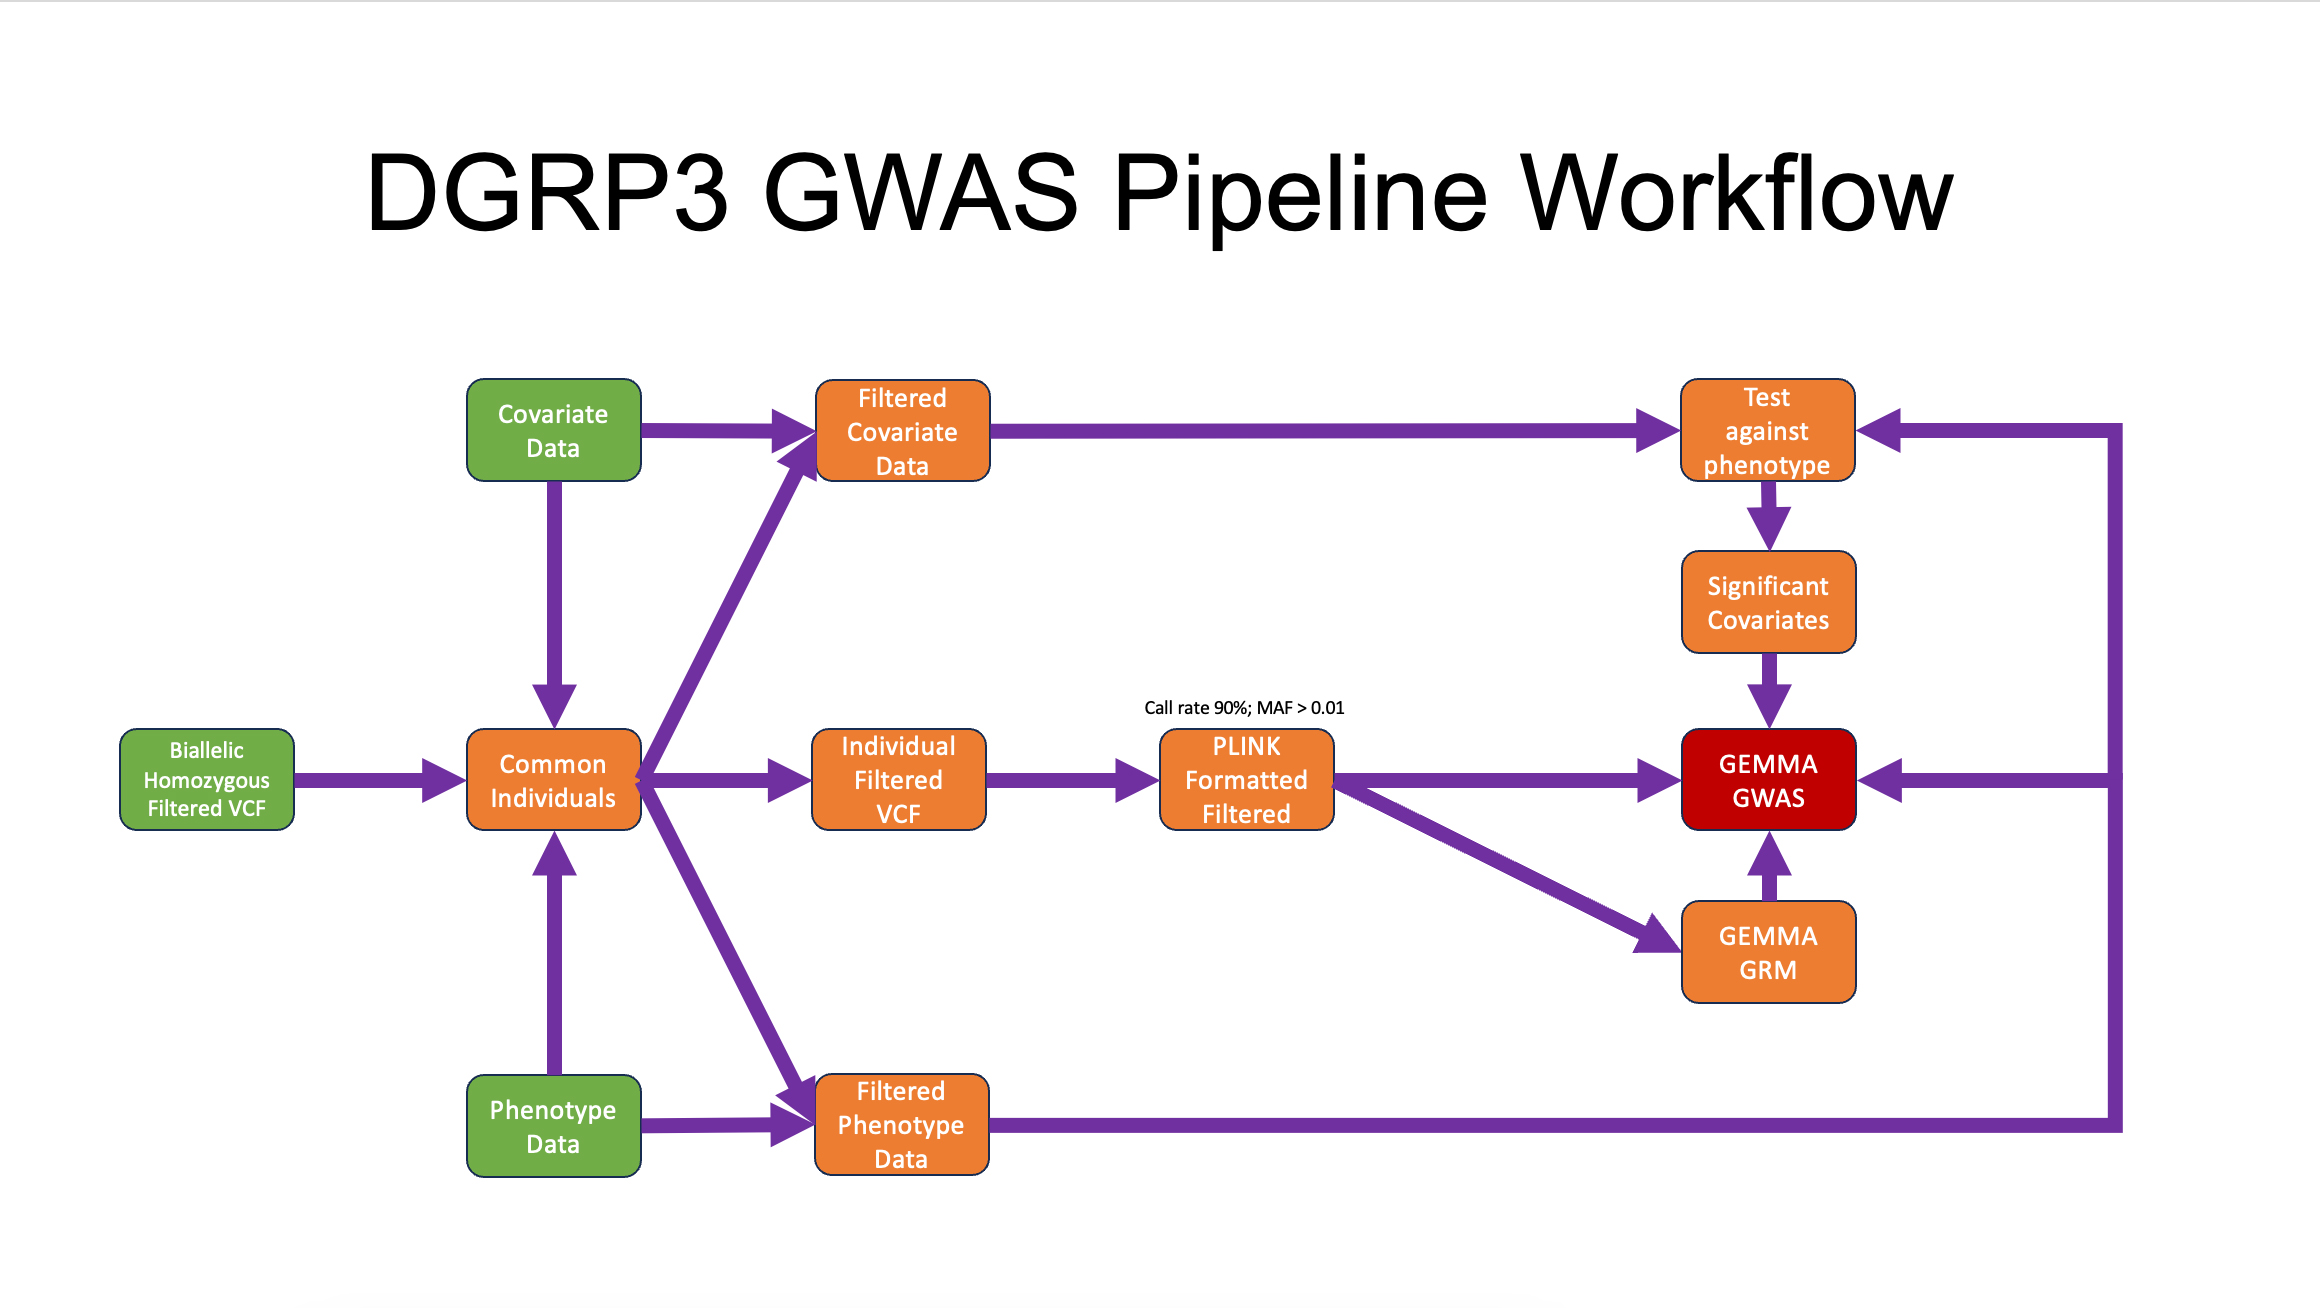 DGRP3 GWAS Pipeline Workflow
Covariate
Data
Filtered
Covariate
Data
Test
against
phenotype
Significant
Covariates
Call rate 90%; MAF > 0.01
Biallelic
Homozygous
Filtered VCF
Common
Individuals
Individual
Filtered
VCF
PLINK
Formatted
Filtered
GEMMA
GWAS
GEMMA
GRM
Phenotype
Data
Filtered
Phenotype
Data